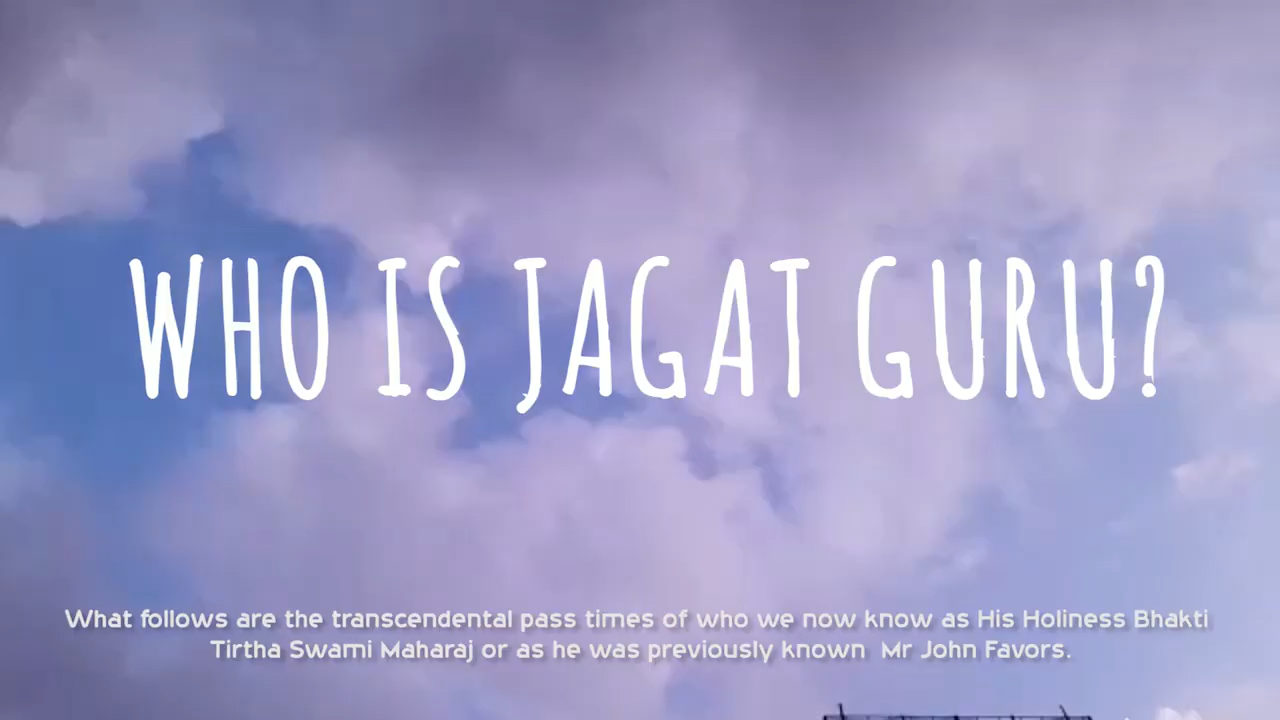 WHO IS JAGAT GURU?
What follows are the transcendental pass times of who we now know as His Holiness Bhakti
Tirtha Swami Maharaj or as he was previously known  Mr John Favors.